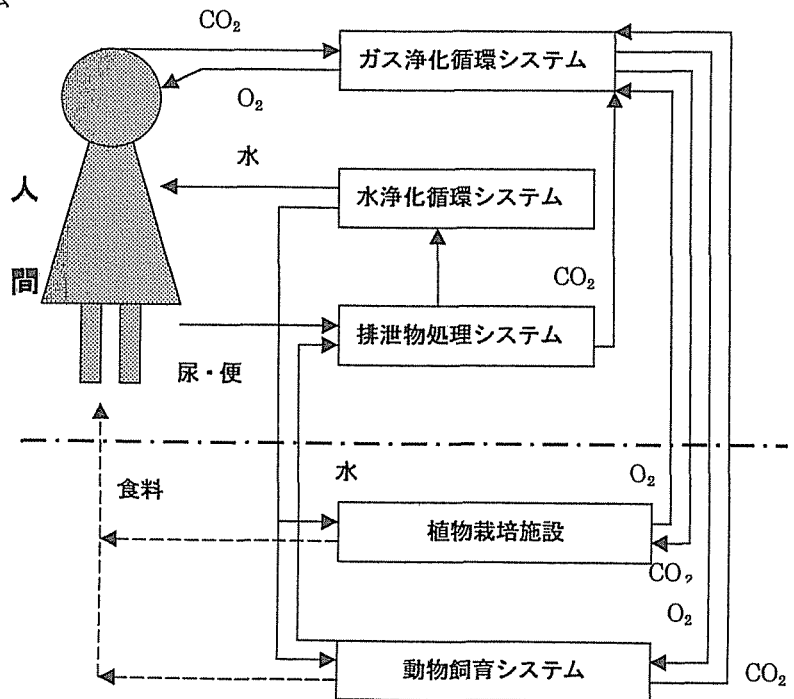 ム
CO₂
ガス浄化循環システム
O₂
水
人間
水浄化循環システム
CO₂
排泄物処理システム
尿・便
食料
水
O₂
植物栽培施設
CO₂
O₂
動物飼育システム
CO₂